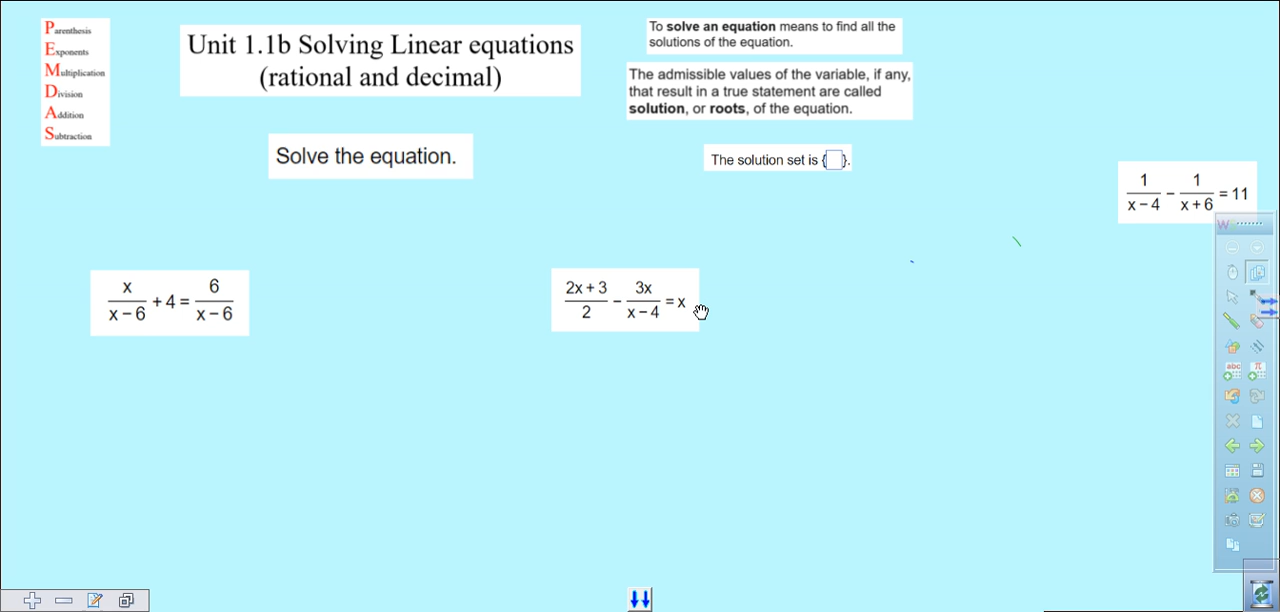 Parenthesis
Exponents
Multiplication
Division
Addition
Subtraction
Unit 1.1b Solving Linear equations
(rational and decimal)
To solve an equation means to find all the
solutions of the equation.
The admissible values of the variable, if any,
that result in a true statement are called
solution, or roots, of the equation.
Solve the equation.
The solution set is { }.
1/(x − 4) − 1/(x + 6) = 11
x/(x − 6) + 4 = 6/(x − 6)
(2x + 3)/2 − 3x/(x − 4) = x
W
abc
π